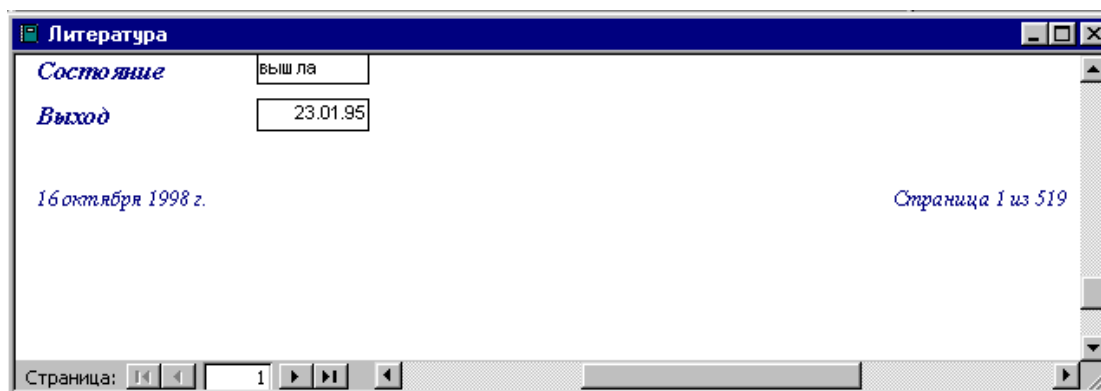 Литература
Состояние вышла
Выход 23.01.95
16 октября 1998 г. Страница 1 из 519
Страница: 1